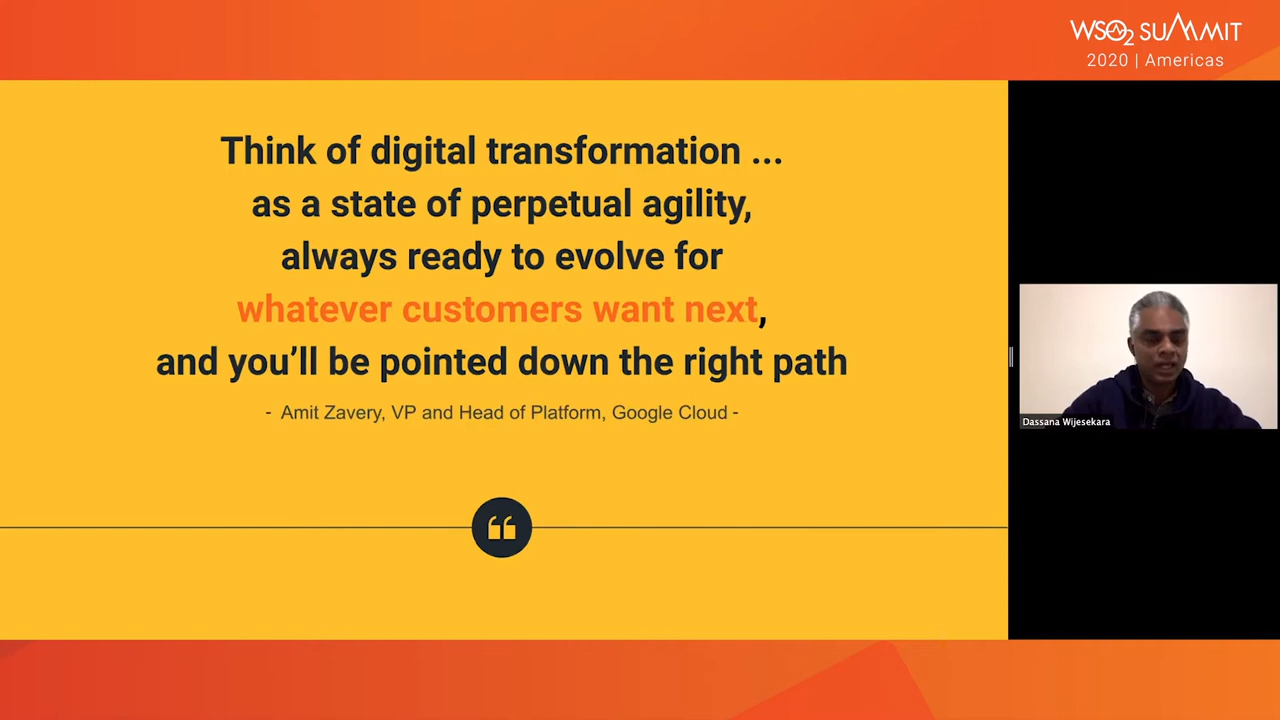 WSO2 SUMMIT
2020 | Americas
Think of digital transformation ...
as a state of perpetual agility,
always ready to evolve for
whatever customers want next,
and you’ll be pointed down the right path
- Amit Zavery, VP and Head of Platform, Google Cloud -
Dassana Wijesekara